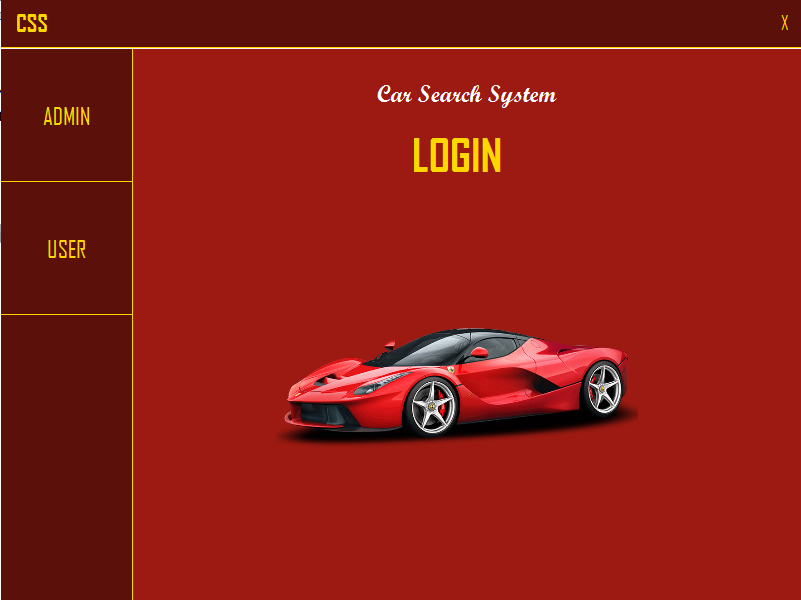 CSS
X
ADMIN
USER
Car Search System
LOGIN